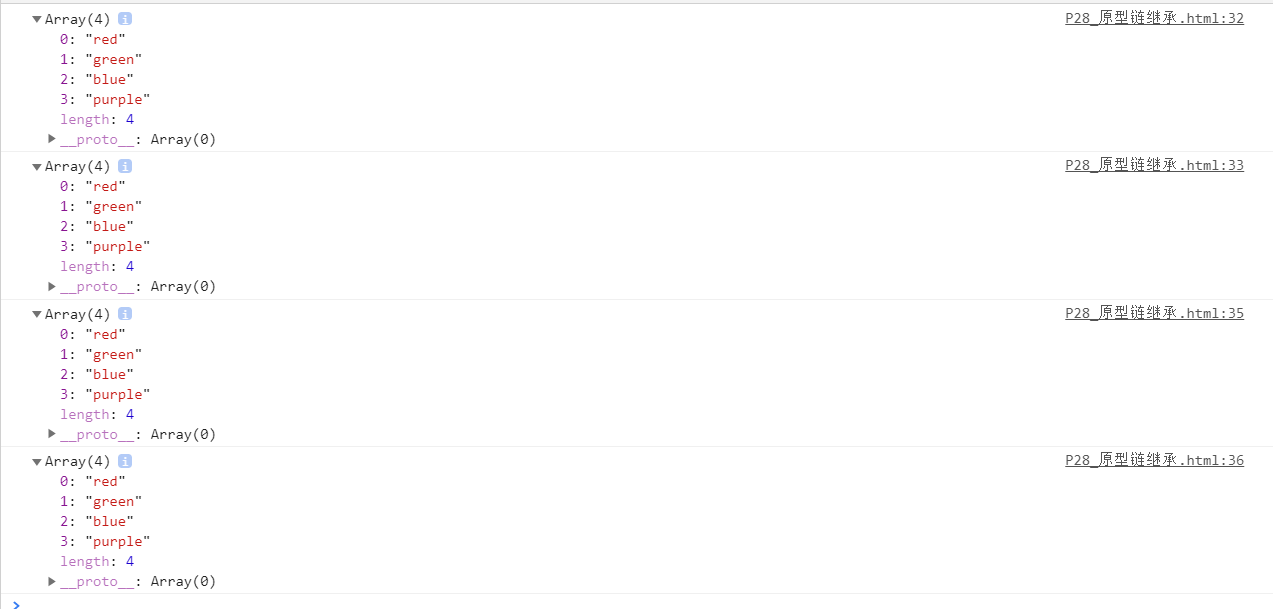 ▼Array(4) i P28_原型链继承.html:32
0: "red"
1: "green"
2: "blue"
3: "purple"
length: 4
▶__proto__: Array(0)
▼Array(4) i P28_原型链继承.html:33
0: "red"
1: "green"
2: "blue"
3: "purple"
length: 4
▶__proto__: Array(0)
▼Array(4) i P28_原型链继承.html:35
0: "red"
1: "green"
2: "blue"
3: "purple"
length: 4
▶__proto__: Array(0)
▼Array(4) i P28_原型链继承.html:36
0: "red"
1: "green"
2: "blue"
3: "purple"
length: 4
▶__proto__: Array(0)
>